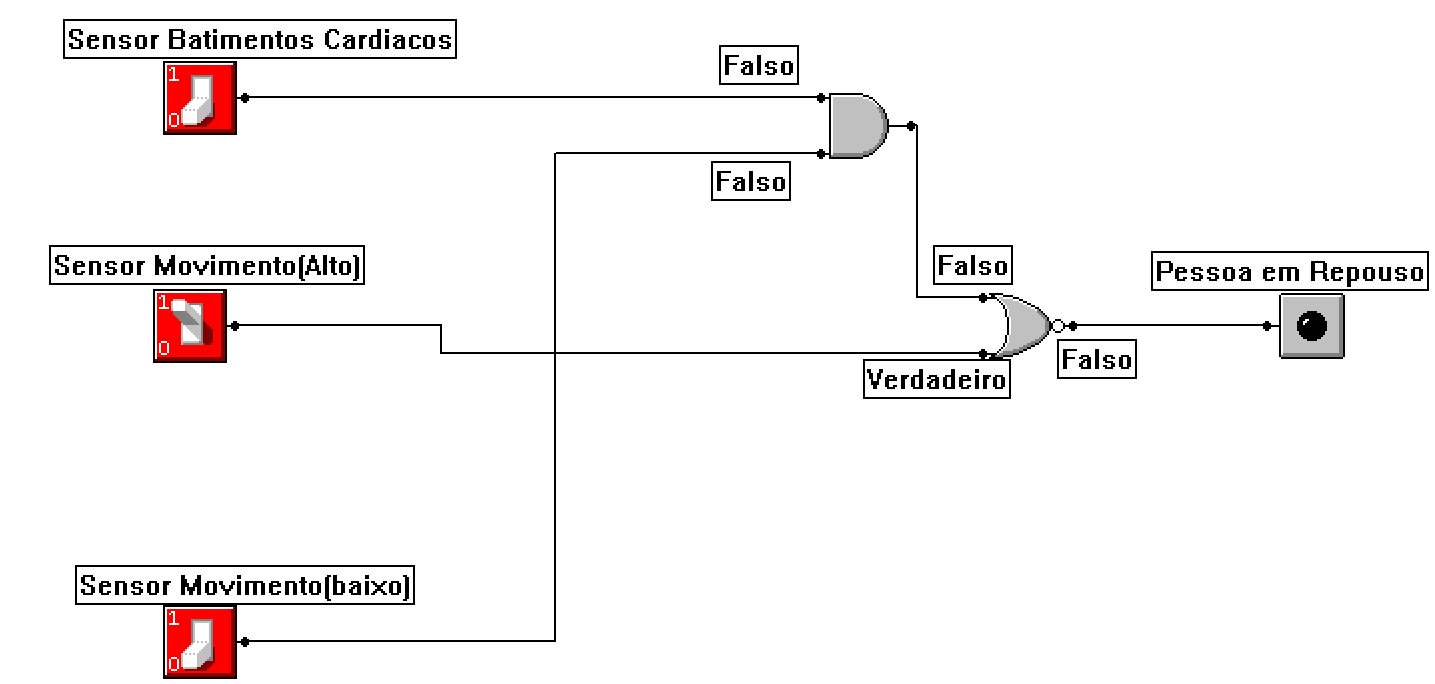 Sensor Batimentos Cardiacos
1
0
Falso
Falso
Sensor Movimento(Alto)
1
0
Falso
Pessoa em Repouso
Falso
Verdadeiro
Sensor Movimento(baixo)
1
0